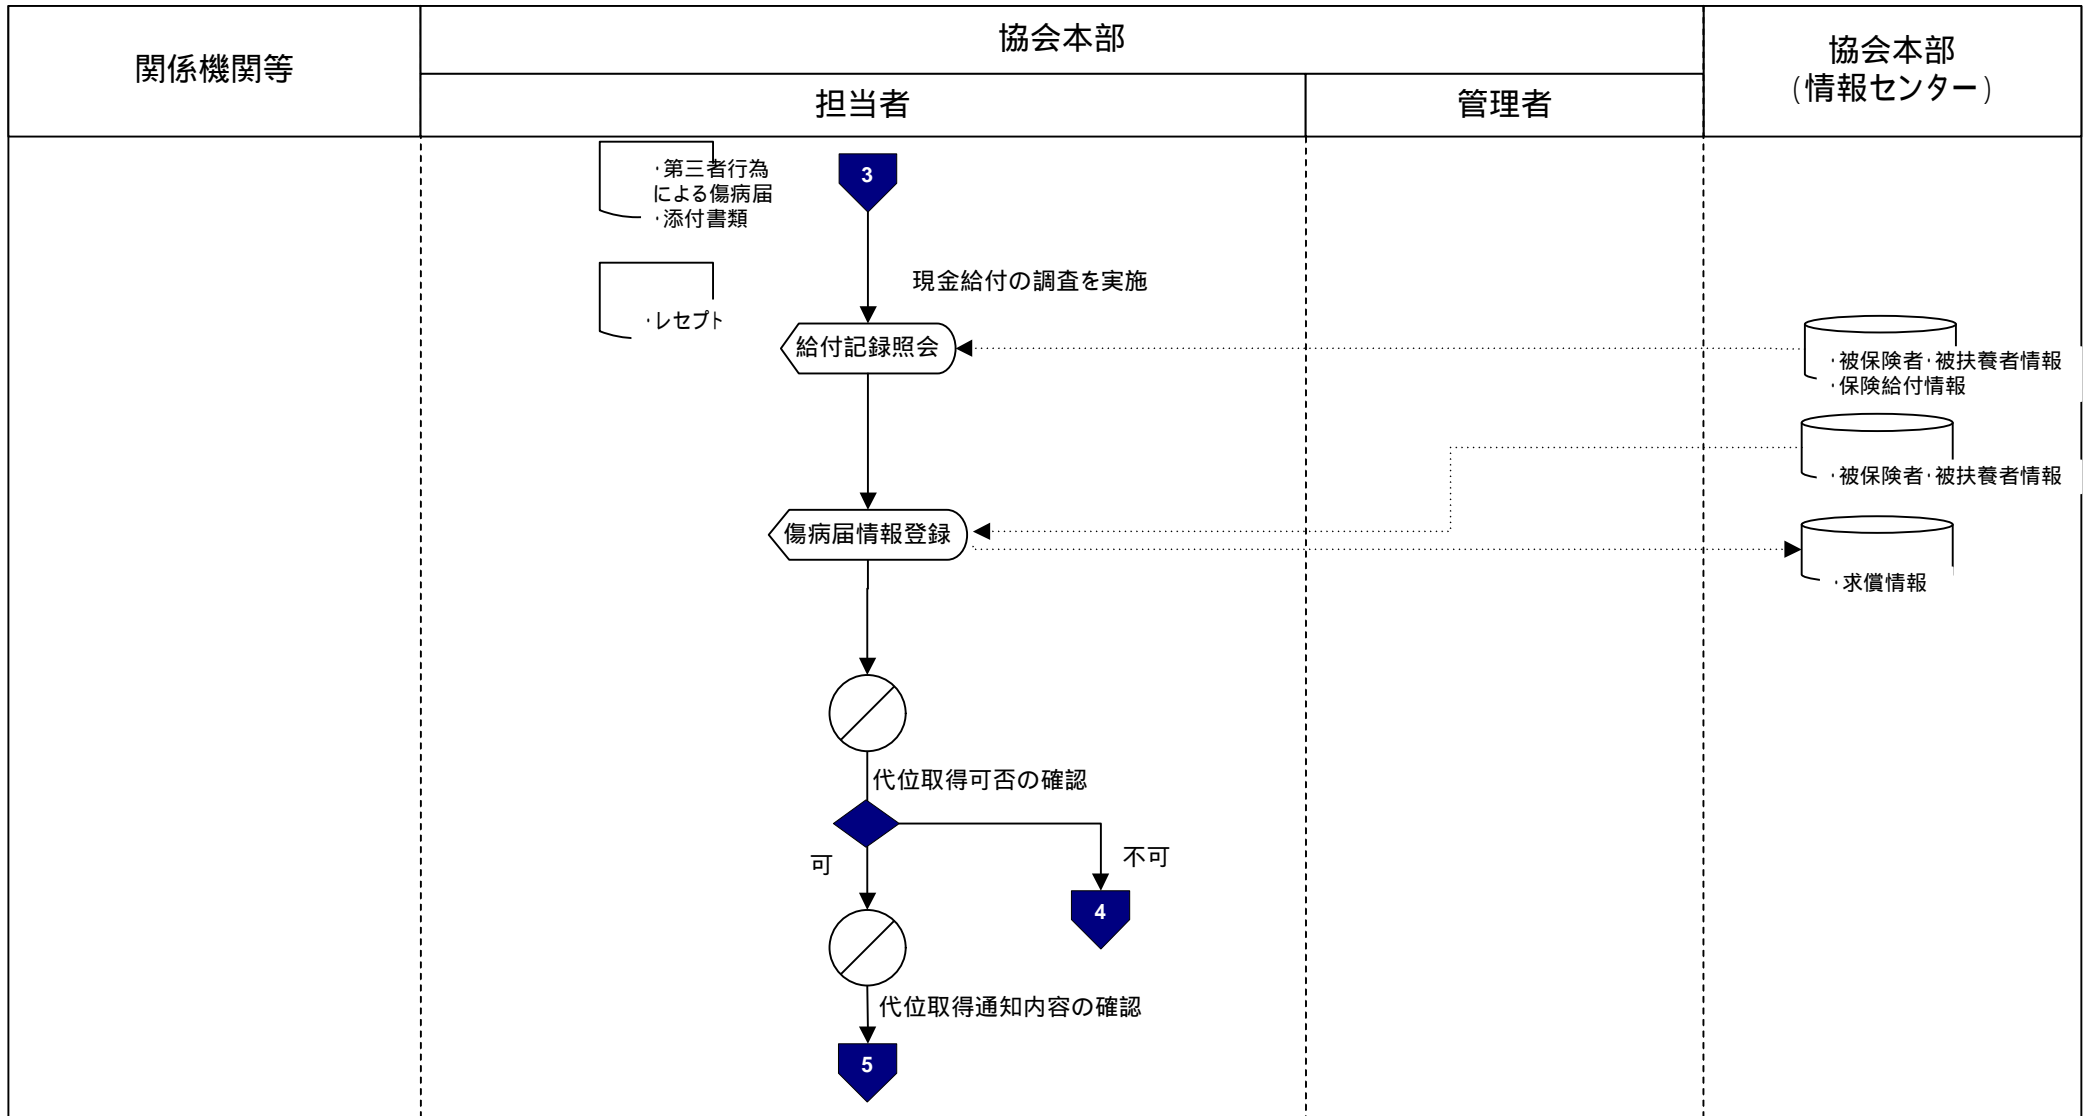 関係機関等
協会本部
担当者
管理者
協会本部
(情報センター)
・第三者行為
による傷病届
・添付書類
3
現金給付の調査を実施
・レセプト
給付記録照会
・被保険者・被扶養者情報
・保険給付情報
・被保険者・被扶養者情報
傷病届情報登録
・求償情報
代位取得可否の確認
可
不可
4
代位取得通知内容の確認
5